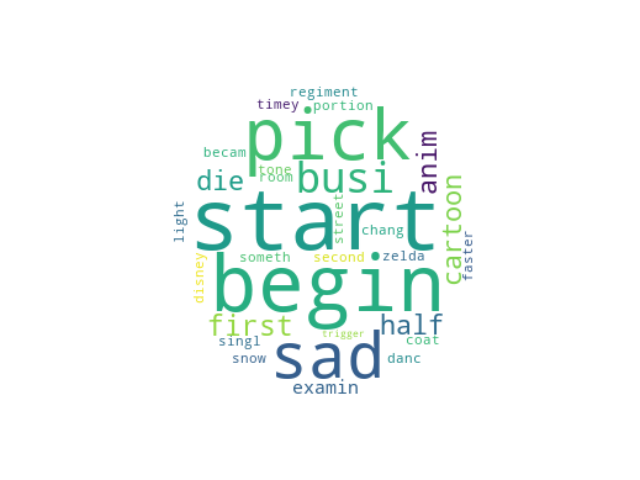 regiment
timey portion
pick
anim
becam
tone
room
busi
die
cartoon
start
light
street
chang
faster
someth second zelda
disney
begin
first half
trigger
singl coat
sad
snow danc
examin